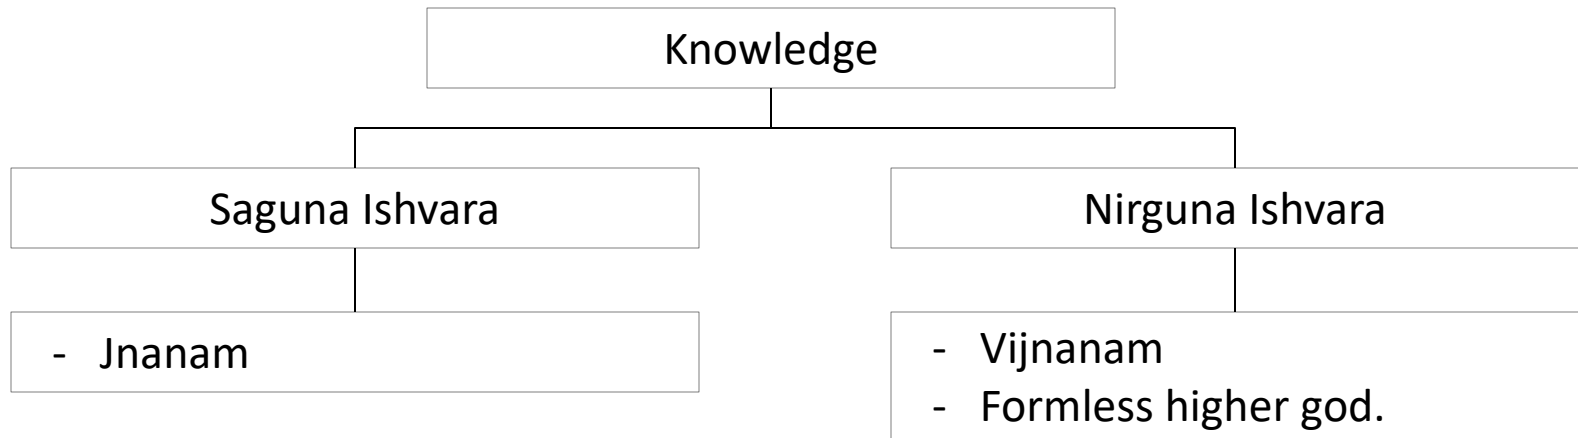 Knowledge
Saguna Ishvara
Nirguna Ishvara
- Jnanam
- Vijnanam
- Formless higher god.